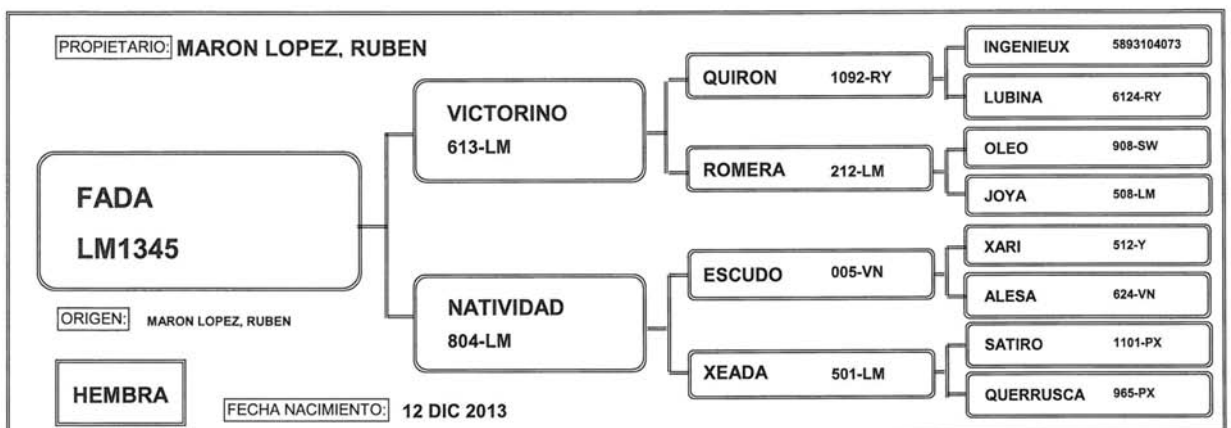 PROPIETARIO: MARON LOPEZ, RUBEN
FADA
LM1345
ORIGEN: MARON LOPEZ, RUBEN
HEMBRA
FECHA NACIMIENTO: 12 DIC 2013
VICTORINO
613-LM
NATIVIDAD
804-LM
QUIRON 1092-RY
ROMERA 212-LM
ESCUDO 005-VN
XEADA 501-LM
INGENIEUX 5893104073
LUBINA 6124-RY
OLEO 908-SW
JOYA 508-LM
XARI 512-Y
ALESA 624-VN
SATIRO 1101-PX
QUERRUSCA 965-PX